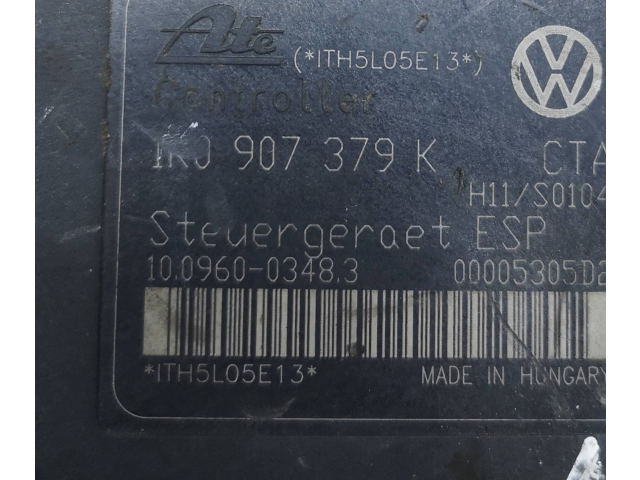 Ate (*ITH5L05E13*)
Controller
1K0 907 379 K CTA
H11/S0104
Steuergeraet ESP
10.0960-0348.3 00005305D2
*ITH5L05E13* MADE IN HUNGARY